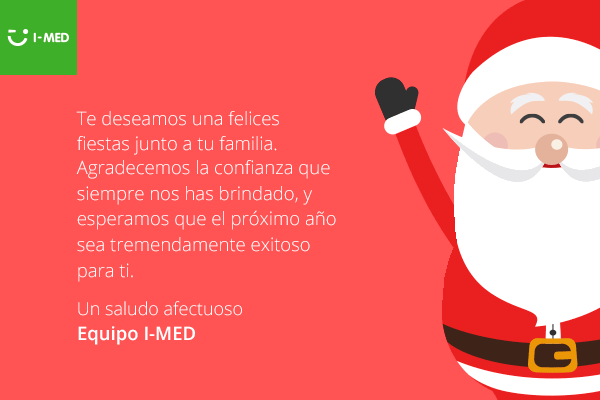 I-MED
Te deseamos una felices
fiestas junto a tu familia.
Agradecemos la confianza que
siempre nos has brindado, y
esperamos que el próximo año
sea tremendamente exitoso
para ti.
Un saludo afectuoso
Equipo I-MED